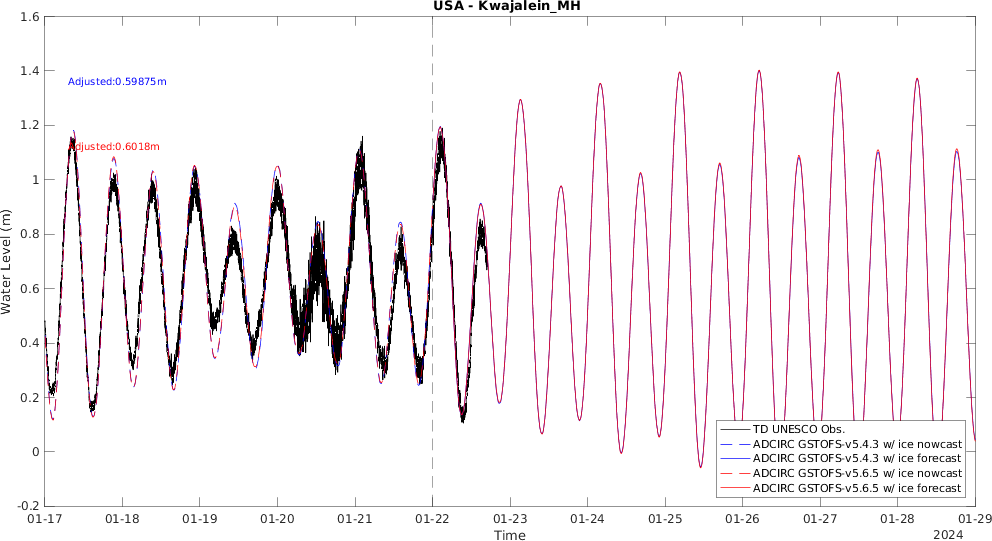 USA - Kwajalein_MH
1.6
1.4
1.2
1
0.8
0.6
0.4
0.2
0
-0.2
Water Level (m)
Adjusted:0.59875m
Adjusted:0.6018m
TD UNESCO Obs.
ADCIRC GSTOFS-v5.4.3 w/ ice nowcast
ADCIRC GSTOFS-v5.4.3 w/ ice forecast
ADCIRC GSTOFS-v5.6.5 w/ ice nowcast
ADCIRC GSTOFS-v5.6.5 w/ ice forecast
01-17 01-18 01-19 01-20 01-21 01-22 01-23 01-24 01-25 01-26 01-27 01-28 01-29
Time
2024